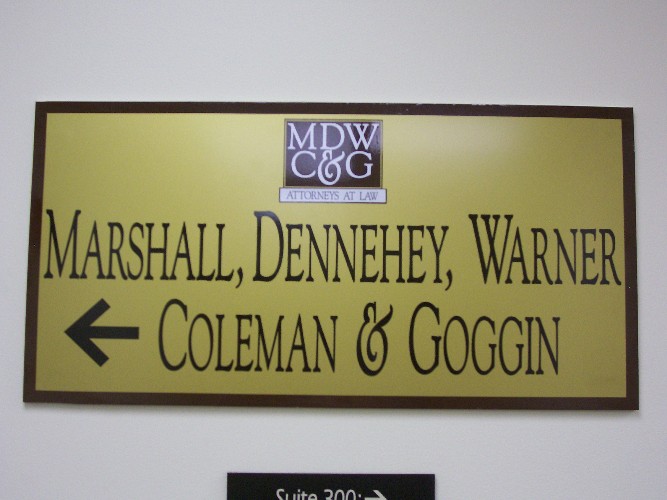 MDW
C&G
ATTORNEYS AT LAW
MARSHALL, DENNEHEY, WARNER
← COLEMAN & GOGGIN
Suite 300: →